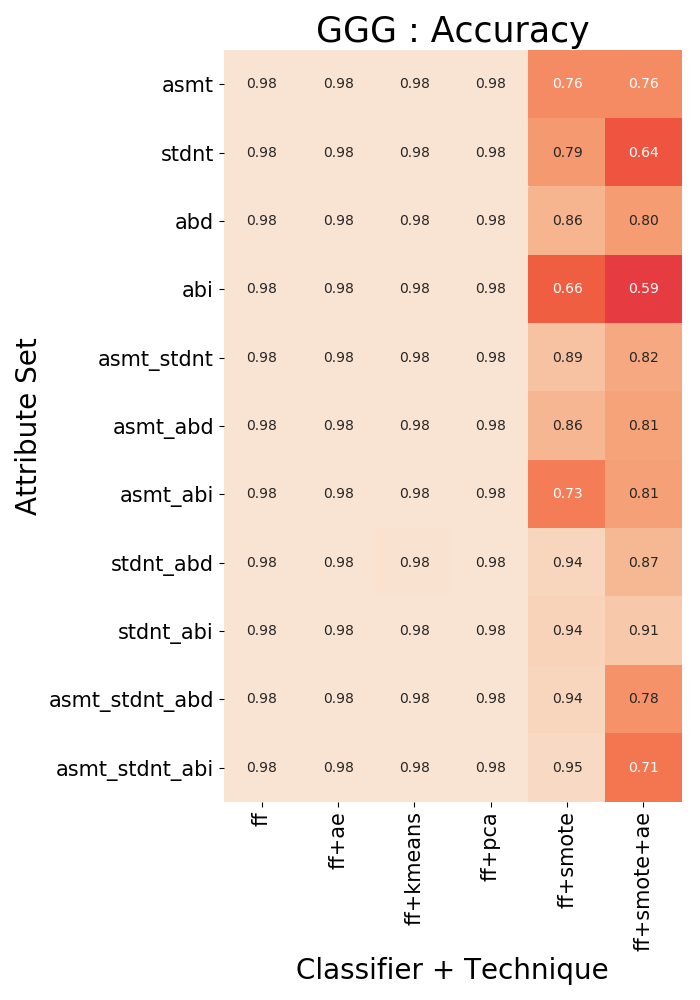 GGG : Accuracy
Attribute Set
asmt 0.98 0.98 0.98 0.98 0.76 0.76
stdnt 0.98 0.98 0.98 0.98 0.79 0.64
abd 0.98 0.98 0.98 0.98 0.86 0.80
abi 0.98 0.98 0.98 0.98 0.66 0.59
asmt_stdnt 0.98 0.98 0.98 0.98 0.89 0.82
asmt_abd 0.98 0.98 0.98 0.98 0.86 0.81
asmt_abi 0.98 0.98 0.98 0.98 0.73 0.81
stdnt_abd 0.98 0.98 0.98 0.98 0.94 0.87
stdnt_abi 0.98 0.98 0.98 0.98 0.94 0.91
asmt_stdnt_abd 0.98 0.98 0.98 0.98 0.94 0.78
asmt_stdnt_abi 0.98 0.98 0.98 0.98 0.95 0.71
ff ff+ae ff+kmeans ff+pca ff+smote ff+smote+ae
Classifier + Technique